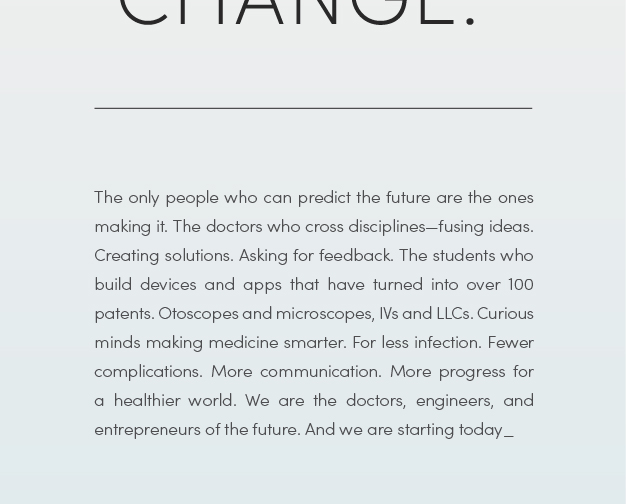 CHANGE.
The only people who can predict the future are the ones
making it. The doctors who cross disciplines—fusing ideas.
Creating solutions. Asking for feedback. The students who
build devices and apps that have turned into over 100
patents. Otoscopes and microscopes, IVs and LLCs. Curious
minds making medicine smarter. For less infection. Fewer
complications. More communication. More progress for
a healthier world. We are the doctors, engineers, and
entrepreneurs of the future. And we are starting today_